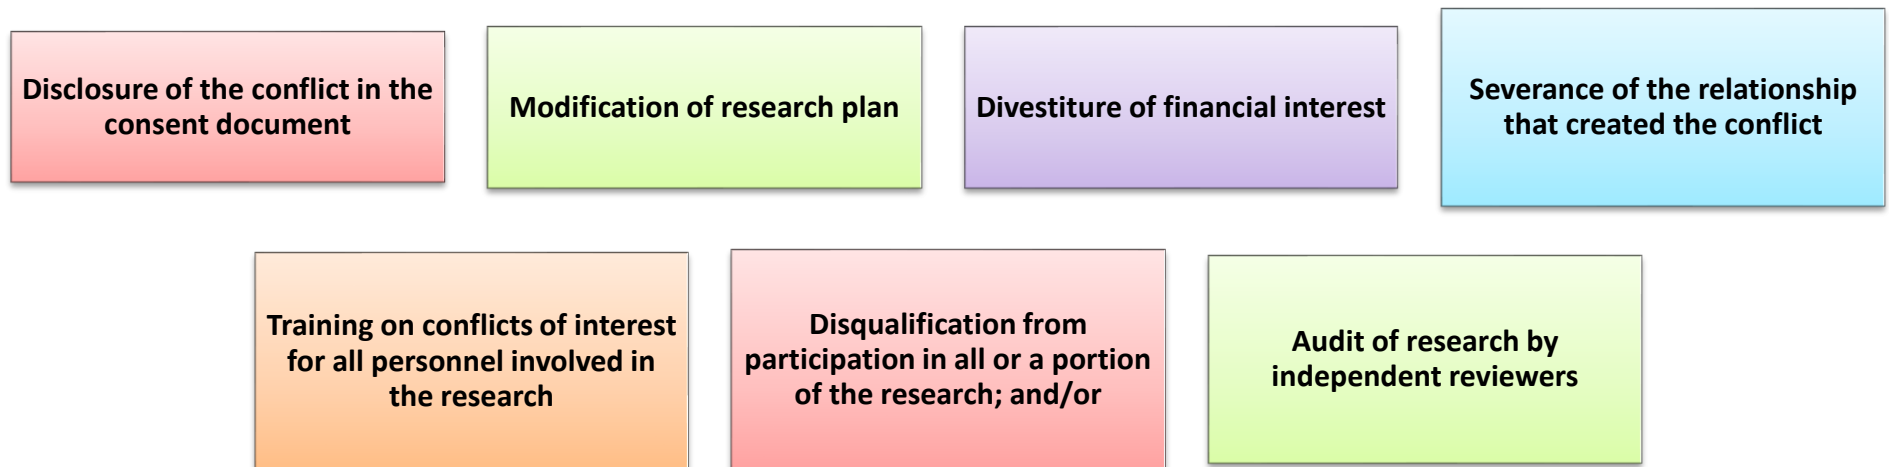 Disclosure of the conflict in the
consent document
Modification of research plan
Divestiture of financial interest
Severance of the relationship
that created the conflict
Training on conflicts of interest
for all personnel involved in
the research
Disqualification from
participation in all or a portion
of the research; and/or
Audit of research by
independent reviewers